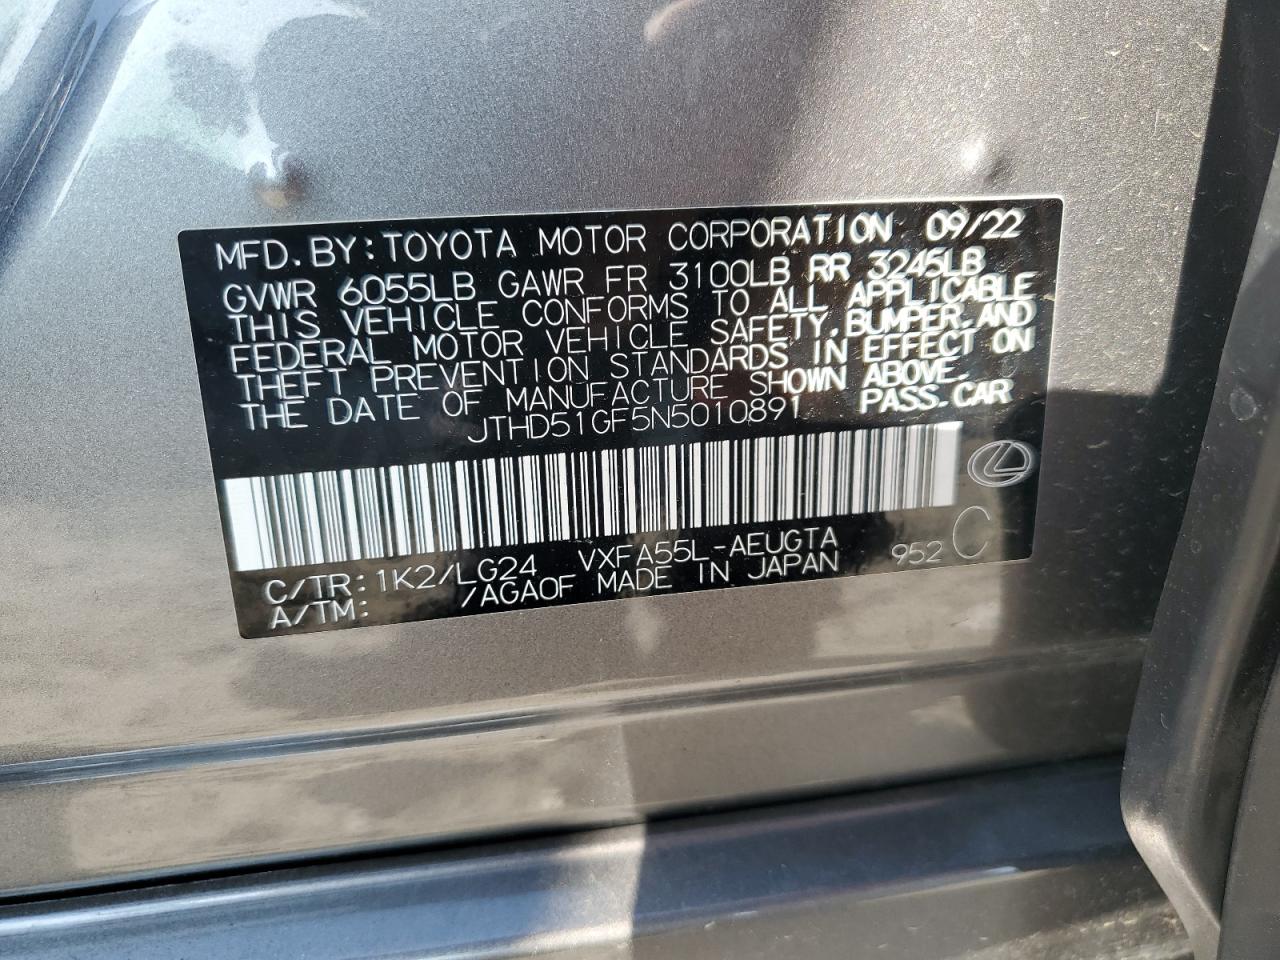 MFD.BY:TOYOTA MOTOR CORPORATION 09/22
GVWR 6055LB GAWR FR 3100LB RR 3245LB
THIS VEHICLE CONFORMS TO ALL APPLICABLE
FEDERAL MOTOR VEHICLE SAFETY,BUMPER,AND
THEFT PREVENTION STANDARDS IN EFFECT ON
THE DATE OF MANUFACTURE SHOWN ABOVE.
JTHD51GF5N5010891 PASS.CAR
C/TR:1K2/LG24 VXFA55L-AEUGTA 952 C
A/TM: /AGA0F MADE IN JAPAN